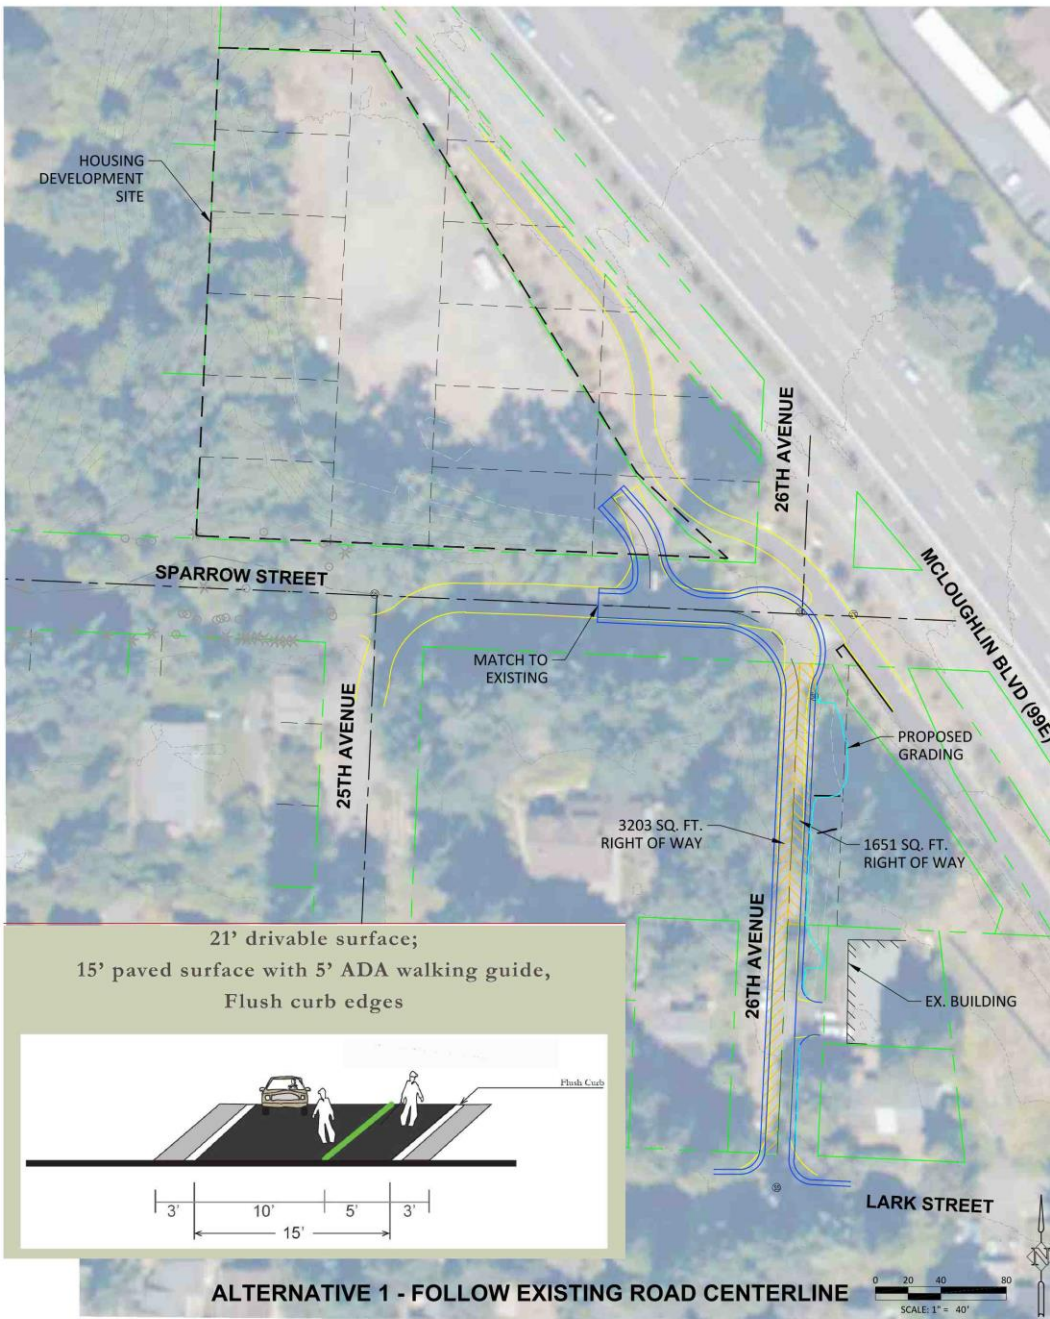 HOUSING
DEVELOPMENT
SITE
26TH AVENUE
MCLOUGHLIN BLVD (99E)
SPARROW STREET
MATCH TO
EXISTING
25TH AVENUE
PROPOSED
GRADING
3203 SQ. FT.
RIGHT OF WAY
1651 SQ. FT.
RIGHT OF WAY
26TH AVENUE
EX. BUILDING
21' drivable surface;
15' paved surface with 5' ADA walking guide,
Flush curb edges
Flush Curb
3' 10' 5' 3'
15'
LARK STREET
N
ALTERNATIVE 1 - FOLLOW EXISTING ROAD CENTERLINE
0 20 40 80
SCALE: 1" = 40'